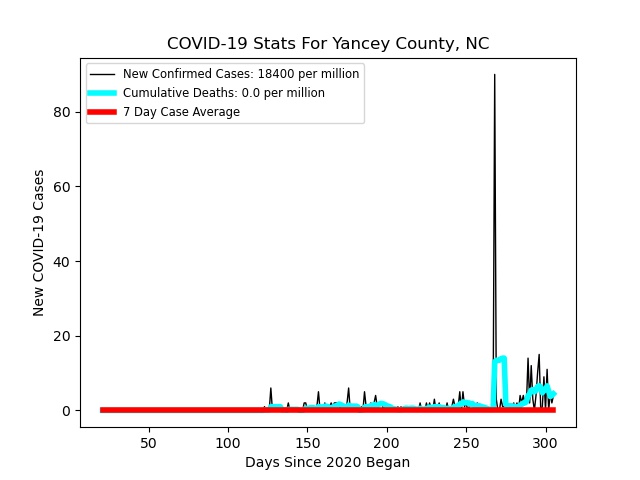 COVID-19 Stats For Yancey County, NC
New Confirmed Cases: 18400 per million
Cumulative Deaths: 0.0 per million
7 Day Case Average
New COVID-19 Cases
80
60
40
20
0
50 100 150 200 250 300
Days Since 2020 Began